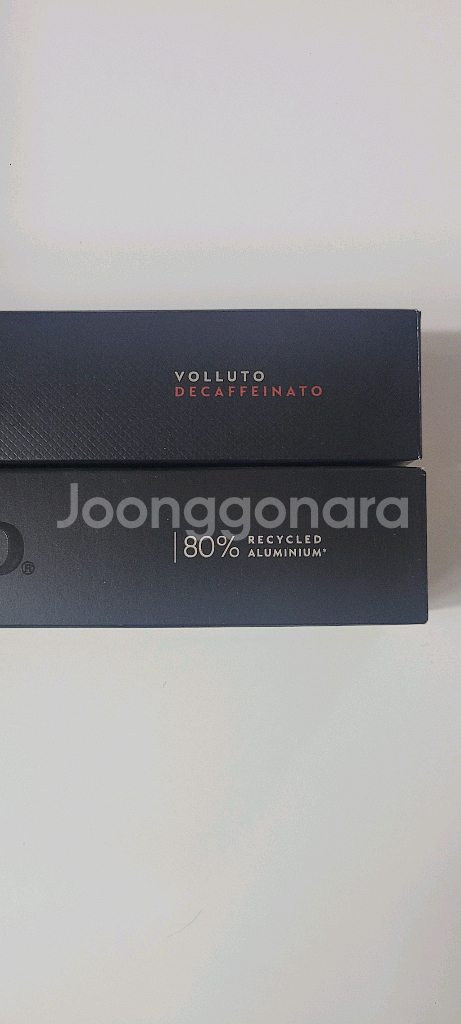 VOLLUTO
DECAFFEINATO
Joonggonara
O®
80% RECYCLED
ALUMINIUM*